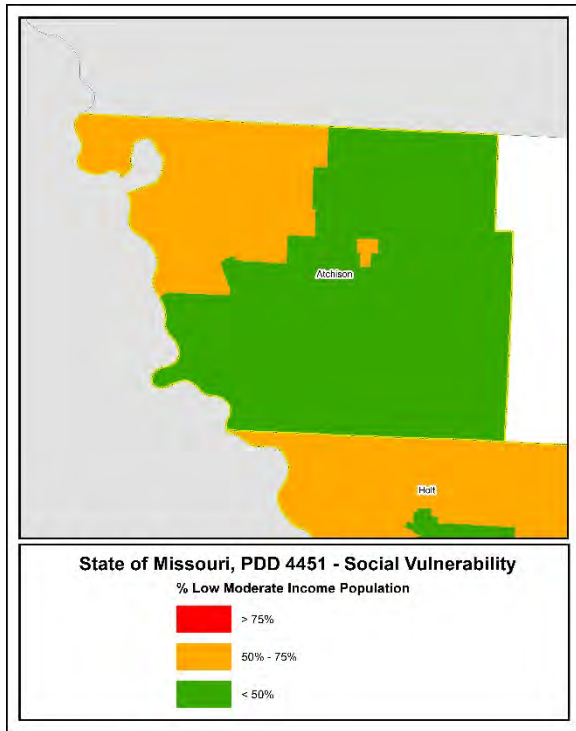 Atchison
Holt
State of Missouri, PDD 4451 - Social Vulnerability
% Low Moderate Income Population
> 75%
50% - 75%
< 50%